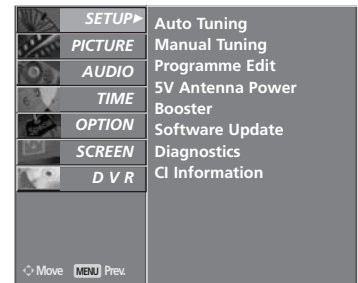 SETUP
PICTURE
AUDIO
TIME
OPTION
SCREEN
D V R
Auto Tuning
Manual Tuning
Programme Edit
5V Antenna Power
Booster
Software Update
Diagnostics
CI Information
Move MENU Prev.